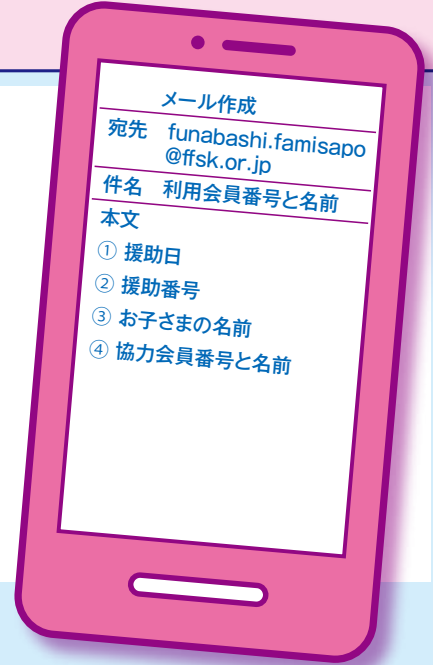 メール作成
宛先 funabashi.famisapo
@ffsk.or.jp
件名 利用会員番号と名前
本文
① 援助日
② 援助番号
③ お子さまの名前
④ 協力会員番号と名前